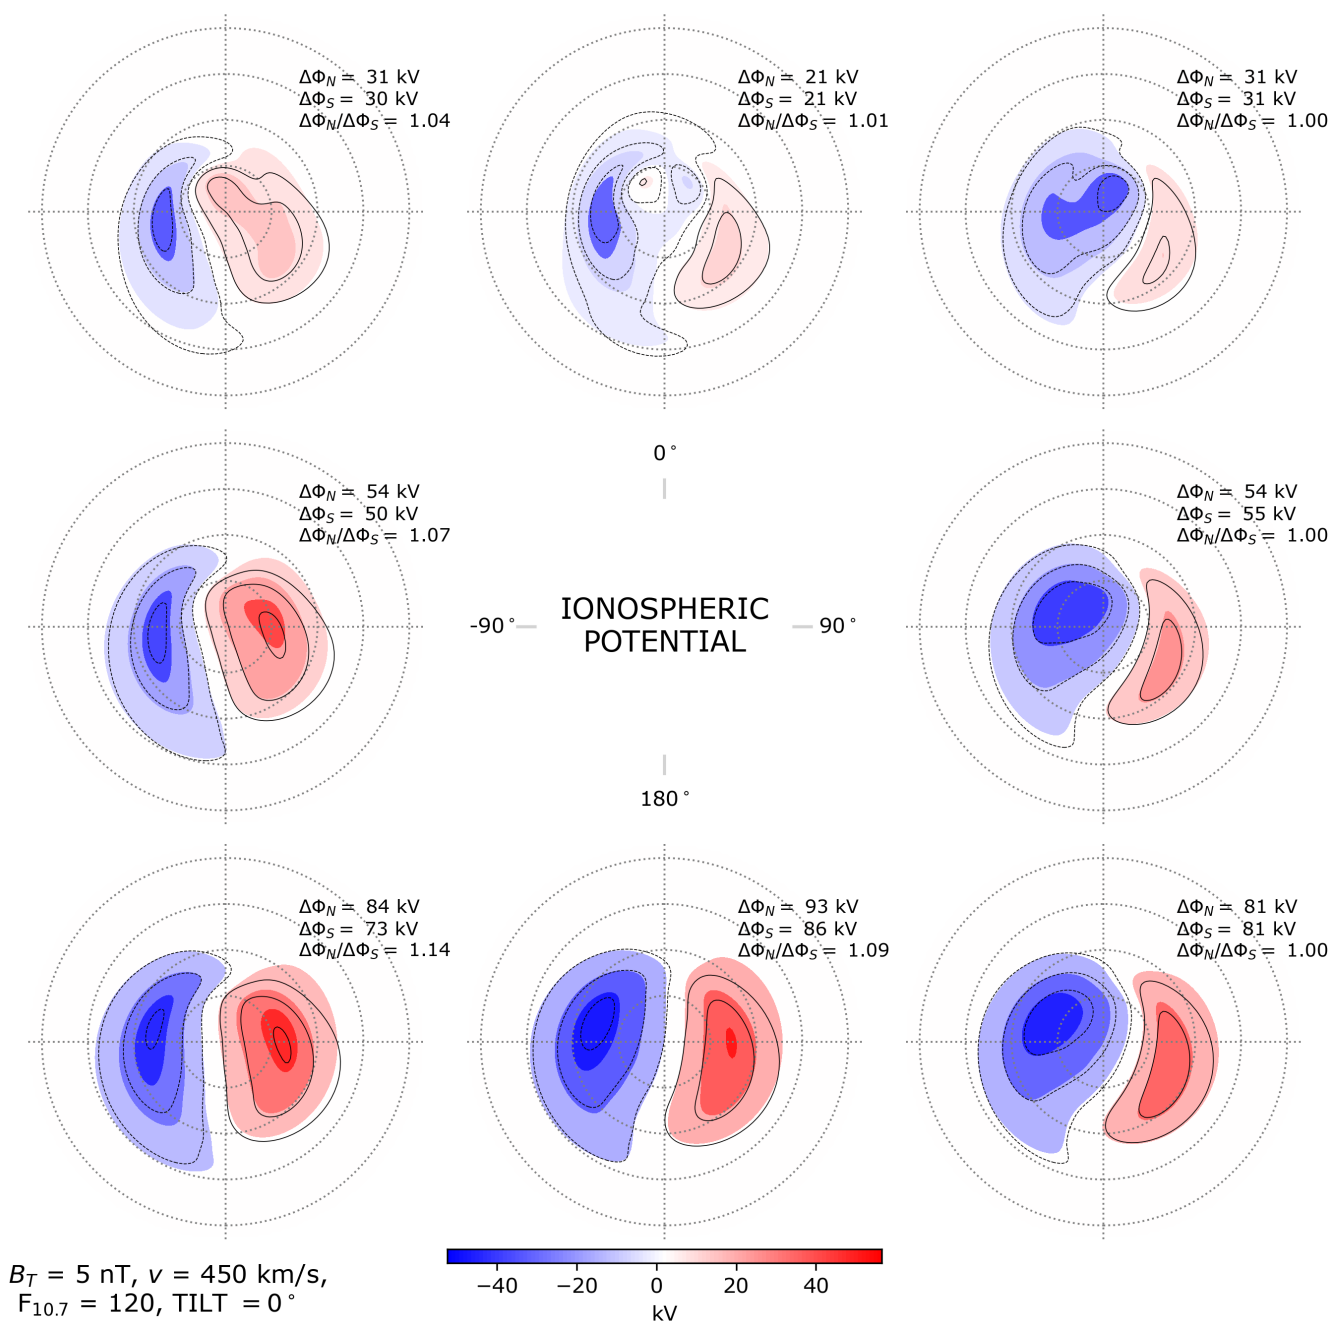 ΔΦN = 31 kV
ΔΦS = 30 kV
ΔΦN/ΔΦS = 1.04
ΔΦN = 21 kV
ΔΦS = 21 kV
ΔΦN/ΔΦS = 1.01
ΔΦN = 31 kV
ΔΦS = 31 kV
ΔΦN/ΔΦS = 1.00
ΔΦN = 54 kV
ΔΦS = 50 kV
ΔΦN/ΔΦS = 1.07
0°
-90°
IONOSPHERIC
POTENTIAL
90°
180°
ΔΦN = 54 kV
ΔΦS = 55 kV
ΔΦN/ΔΦS = 1.00
ΔΦN = 84 kV
ΔΦS = 73 kV
ΔΦN/ΔΦS = 1.14
ΔΦN = 93 kV
ΔΦS = 86 kV
ΔΦN/ΔΦS = 1.09
ΔΦN = 81 kV
ΔΦS = 81 kV
ΔΦN/ΔΦS = 1.00
BT = 5 nT, v = 450 km/s,
F10.7 = 120, TILT = 0°
−40 −20 0 20 40
kV